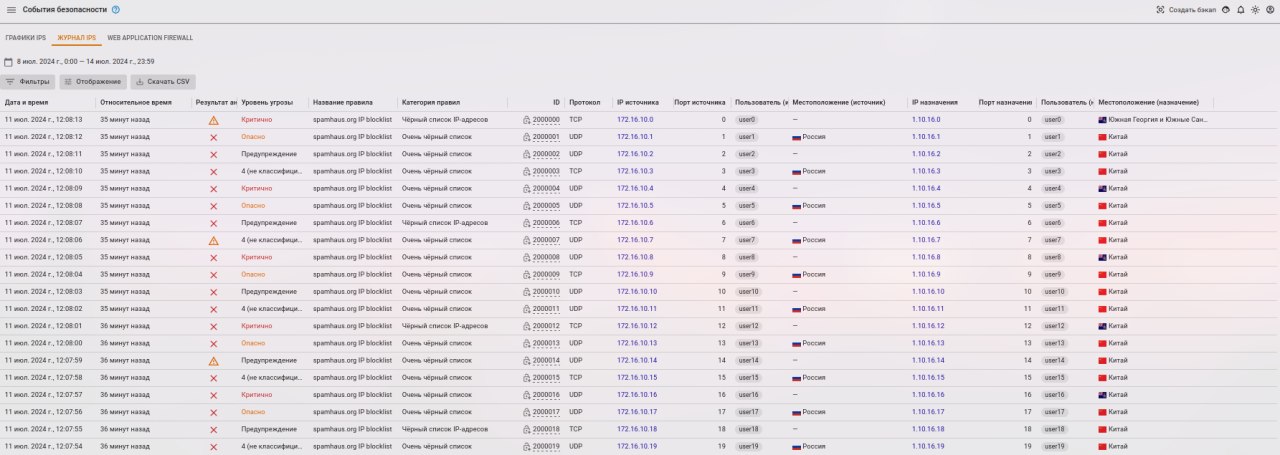 События безопасности
Создать бэкап
ГРАФИКИ IPS ЖУРНАЛ IPS WEB APPLICATION FIREWALL
8 июл. 2024 г., 0:00 — 14 июл. 2024 г., 23:59
Фильтры Отображение Скачать CSV
Дата и время Относительное время Результат ан Уровень угрозы Название правила Категория правил ID Протокол IP источника Порт источника Пользователь (и Местоположение (источник) IP назначения Порт назначени Пользователь (н Местоположение (назначение)
11 июл. 2024 г., 12:08:13 35 минут назад Критично spamhaus.org IP blocklist Чёрный список IP-адресов 2000000 TCP 172.16.10.0 0 user0 — 1.10.16.0 0 user0 Южная Георгия и Южные Сан...
11 июл. 2024 г., 12:08:12 35 минут назад Опасно spamhaus.org IP blocklist Очень чёрный список 2000001 UDP 172.16.10.1 1 user1 Россия 1.10.16.1 1 user1 Китай
11 июл. 2024 г., 12:08:11 35 минут назад Предупреждение spamhaus.org IP blocklist Очень чёрный список 2000002 UDP 172.16.10.2 2 user2 — 1.10.16.2 2 user2 Китай
11 июл. 2024 г., 12:08:10 35 минут назад 4 (не классифици... spamhaus.org IP blocklist Очень чёрный список 2000003 TCP 172.16.10.3 3 user3 Россия 1.10.16.3 3 user3 Китай
11 июл. 2024 г., 12:08:09 35 минут назад Критично spamhaus.org IP blocklist Очень чёрный список 2000004 UDP 172.16.10.4 4 user4 — 1.10.16.4 4 user4 Китай
11 июл. 2024 г., 12:08:08 35 минут назад Опасно spamhaus.org IP blocklist Очень чёрный список 2000005 UDP 172.16.10.5 5 user5 Россия 1.10.16.5 5 user5 Китай
11 июл. 2024 г., 12:08:07 35 минут назад Предупреждение spamhaus.org IP blocklist Чёрный список IP-адресов 2000006 TCP 172.16.10.6 6 user6 — 1.10.16.6 6 user6 Китай
11 июл. 2024 г., 12:08:06 35 минут назад 4 (не классифици... spamhaus.org IP blocklist Очень чёрный список 2000007 UDP 172.16.10.7 7 user7 Россия 1.10.16.7 7 user7 Китай
11 июл. 2024 г., 12:08:05 35 минут назад Критично spamhaus.org IP blocklist Очень чёрный список 2000008 UDP 172.16.10.8 8 user8 — 1.10.16.8 8 user8 Китай
11 июл. 2024 г., 12:08:04 35 минут назад Опасно spamhaus.org IP blocklist Очень чёрный список 2000009 TCP 172.16.10.9 9 user9 Россия 1.10.16.9 9 user9 Китай
11 июл. 2024 г., 12:08:03 35 минут назад Предупреждение spamhaus.org IP blocklist Очень чёрный список 2000010 UDP 172.16.10.10 10 user10 — 1.10.16.10 10 user10 Китай
11 июл. 2024 г., 12:08:02 35 минут назад 4 (не классифици... spamhaus.org IP blocklist Очень чёрный список 2000011 UDP 172.16.10.11 11 user11 Россия 1.10.16.11 11 user11 Китай
11 июл. 2024 г., 12:08:01 36 минут назад Критично spamhaus.org IP blocklist Чёрный список IP-адресов 2000012 TCP 172.16.10.12 12 user12 — 1.10.16.12 12 user12 Китай
11 июл. 2024 г., 12:08:00 36 минут назад Опасно spamhaus.org IP blocklist Очень чёрный список 2000013 UDP 172.16.10.13 13 user13 Россия 1.10.16.13 13 user13 Китай
11 июл. 2024 г., 12:07:59 36 минут назад Предупреждение spamhaus.org IP blocklist Очень чёрный список 2000014 UDP 172.16.10.14 14 user14 — 1.10.16.14 14 user14 Китай
11 июл. 2024 г., 12:07:58 36 минут назад 4 (не классифици... spamhaus.org IP blocklist Очень чёрный список 2000015 TCP 172.16.10.15 15 user15 Россия 1.10.16.15 15 user15 Китай
11 июл. 2024 г., 12:07:57 36 минут назад Критично spamhaus.org IP blocklist Очень чёрный список 2000016 UDP 172.16.10.16 16 user16 — 1.10.16.16 16 user16 Китай
11 июл. 2024 г., 12:07:56 36 минут назад Опасно spamhaus.org IP blocklist Очень чёрный список 2000017 UDP 172.16.10.17 17 user17 Россия 1.10.16.17 17 user17 Китай
11 июл. 2024 г., 12:07:55 36 минут назад Предупреждение spamhaus.org IP blocklist Чёрный список IP-адресов 2000018 TCP 172.16.10.18 18 user18 — 1.10.16.18 18 user18 Китай
11 июл. 2024 г., 12:07:54 36 минут назад 4 (не классифици... spamhaus.org IP blocklist Очень чёрный список 2000019 UDP 172.16.10.19 19 user19 Россия 1.10.16.19 19 user19 Китай